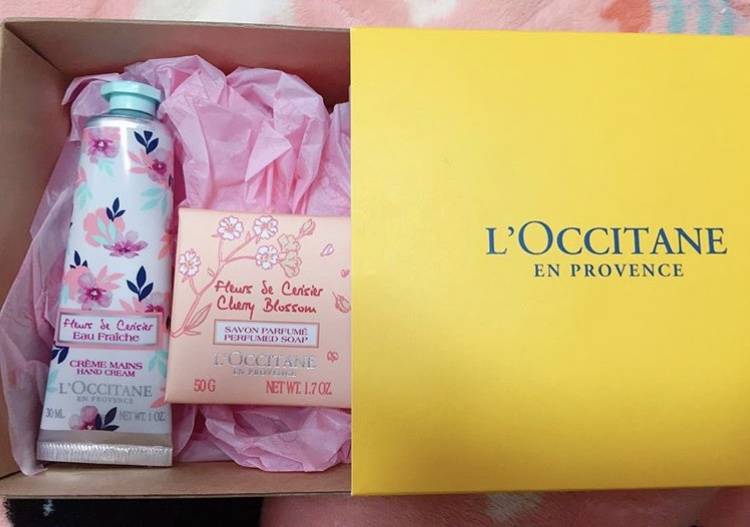 Fleurs de Cerisier
Eau Fraîche
CRÈME MAINS
HAND CREAM
L'OCCITANE
EN PROVENCE
30 ML NET WT. 1 OZ.
Fleurs de Cerisier
Cherry Blossom
SAVON PARFUMÉ
PERFUMED SOAP
L'OCCITANE
EN PROVENCE
50 G NET WT. 1.7 OZ.
L'OCCITANE
EN PROVENCE